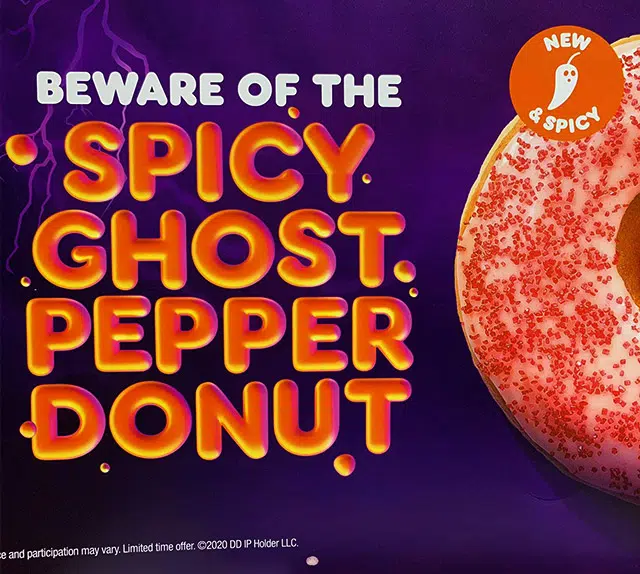 BEWARE OF THE
SPICY
GHOST
PEPPER
DONUT
NEW
& SPICY
and participation may vary. Limited time offer. ©2020 DD IP Holder LLC.